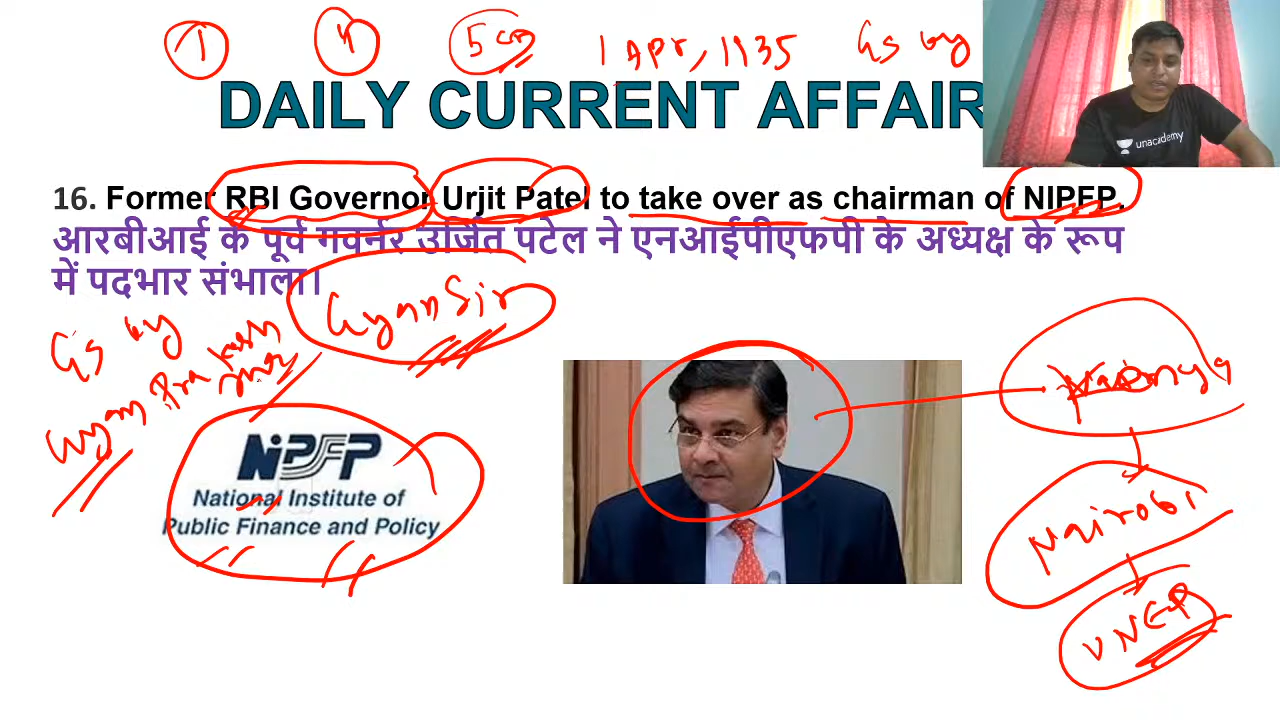 1 4 5 cr 1 Apr, 1935 Gs by
DAILY CURRENT AFFAIR
unacademy
16. Former RBI Governor Urjit Patel to take over as chairman of NIPFP.
आरबीआई के पूर्व गवर्नर उर्जित पटेल ने एनआईपीएफपी के अध्यक्ष के रूप
में पदभार संभाला।
Gyan Sir
Gs by
Gyan Prakash
NIPFP
National Institute of
Public Finance and Policy
Nairobi
UNEP